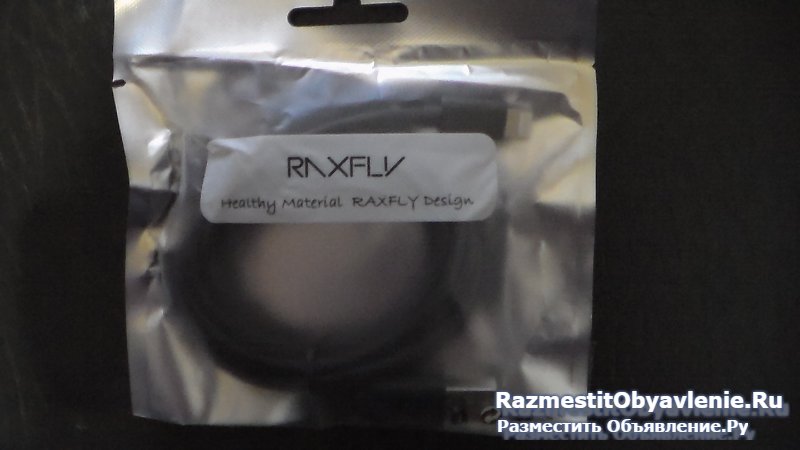 RAXFLY
Healthy Material RAXFLY Design
RazmestitObyavlenie.Ru
Разместить Объявление.Ру